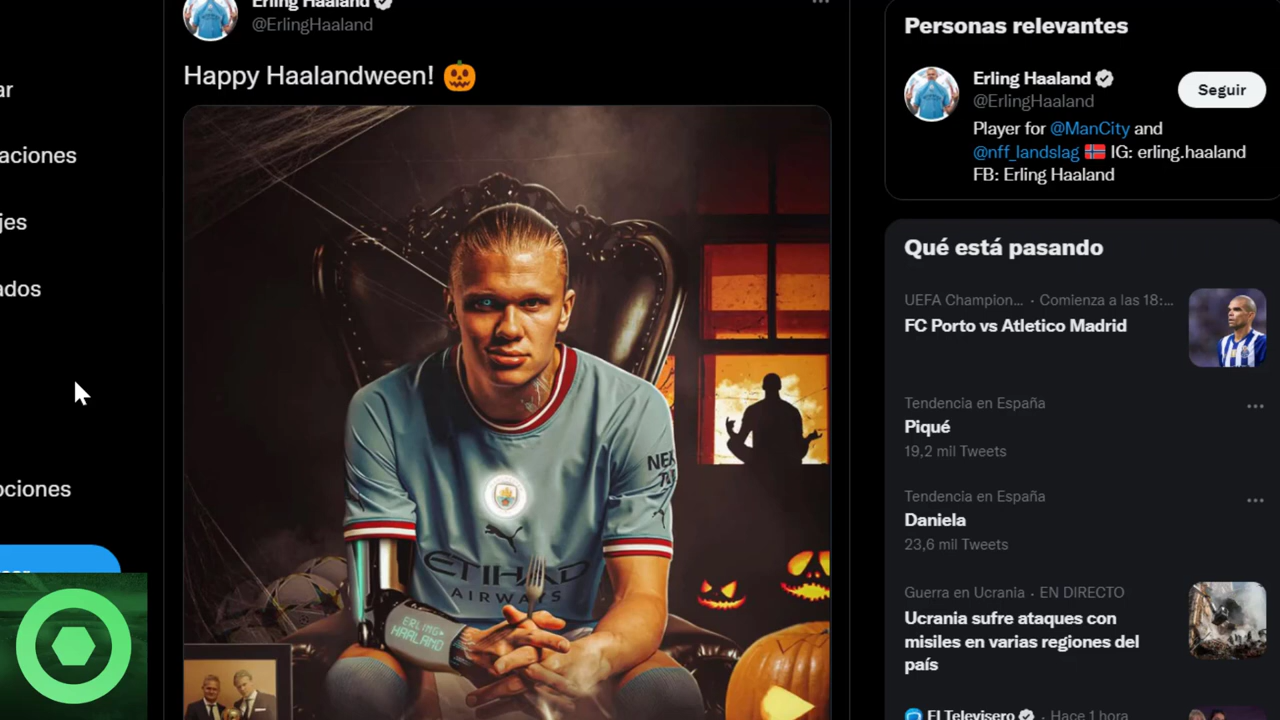 Erling Haaland
@ErlingHaaland
Happy Haalandween! 🎃
ar
aciones
jes
ados
ociones
NEX
ETIHAD
AIRWAYS
ERLING
HAALAND
Personas relevantes
Erling Haaland
@ErlingHaaland
Seguir
Player for @ManCity and
@nff_landslag 🇳🇴 IG: erling.haaland
FB: Erling Haaland
Qué está pasando
UEFA Champion... · Comienza a las 18:...
FC Porto vs Atletico Madrid
Tendencia en España
Piqué
19,2 mil Tweets
Tendencia en España
Daniela
23,6 mil Tweets
Guerra en Ucrania · EN DIRECTO
Ucrania sufre ataques con
misiles en varias regiones del
país
El Televisero · Hace 1 hora